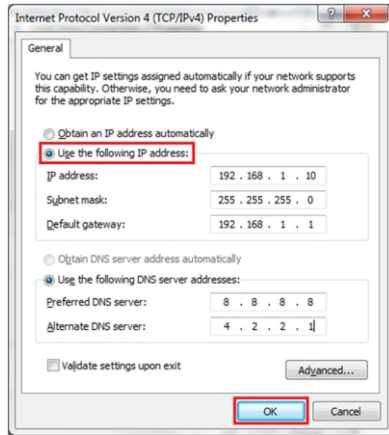 Internet Protocol Version 4 (TCP/IPv4) Properties
General
You can get IP settings assigned automatically if your network supports
this capability. Otherwise, you need to ask your network administrator
for the appropriate IP settings.
Obtain an IP address automatically
Use the following IP address:
IP address: 192 . 168 . 1 . 10
Subnet mask: 255 . 255 . 255 . 0
Default gateway: 192 . 168 . 1 . 1
Obtain DNS server address automatically
Use the following DNS server addresses:
Preferred DNS server: 8 . 8 . 8 . 8
Alternate DNS server: 4 . 2 . 2 . 1
Validate settings upon exit
Advanced...
OK Cancel